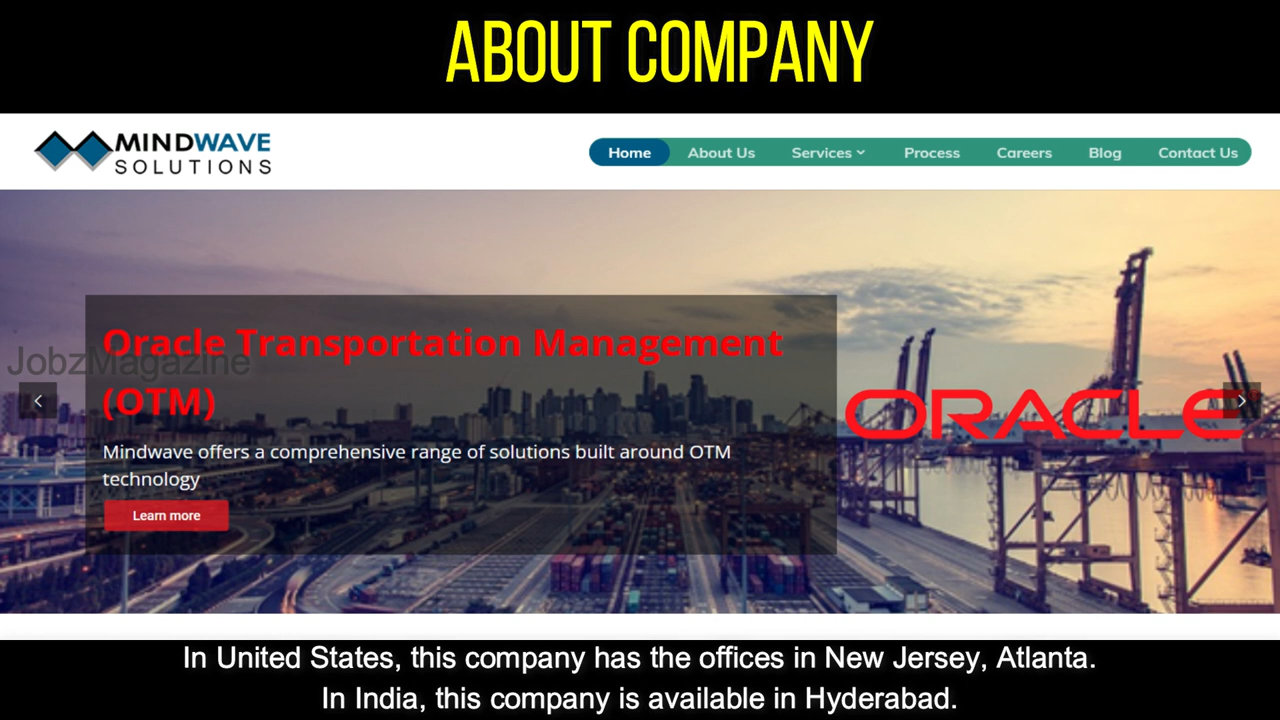 ABOUT COMPANY
MINDWAVE
SOLUTIONS
Home About Us Services Process Careers Blog Contact Us
Oracle Transportation Management
JobzMagazine
(OTM)
ORACLE
Mindwave offers a comprehensive range of solutions built around OTM
technology
Learn more
In United States, this company has the offices in New Jersey, Atlanta.
In India, this company is available in Hyderabad.